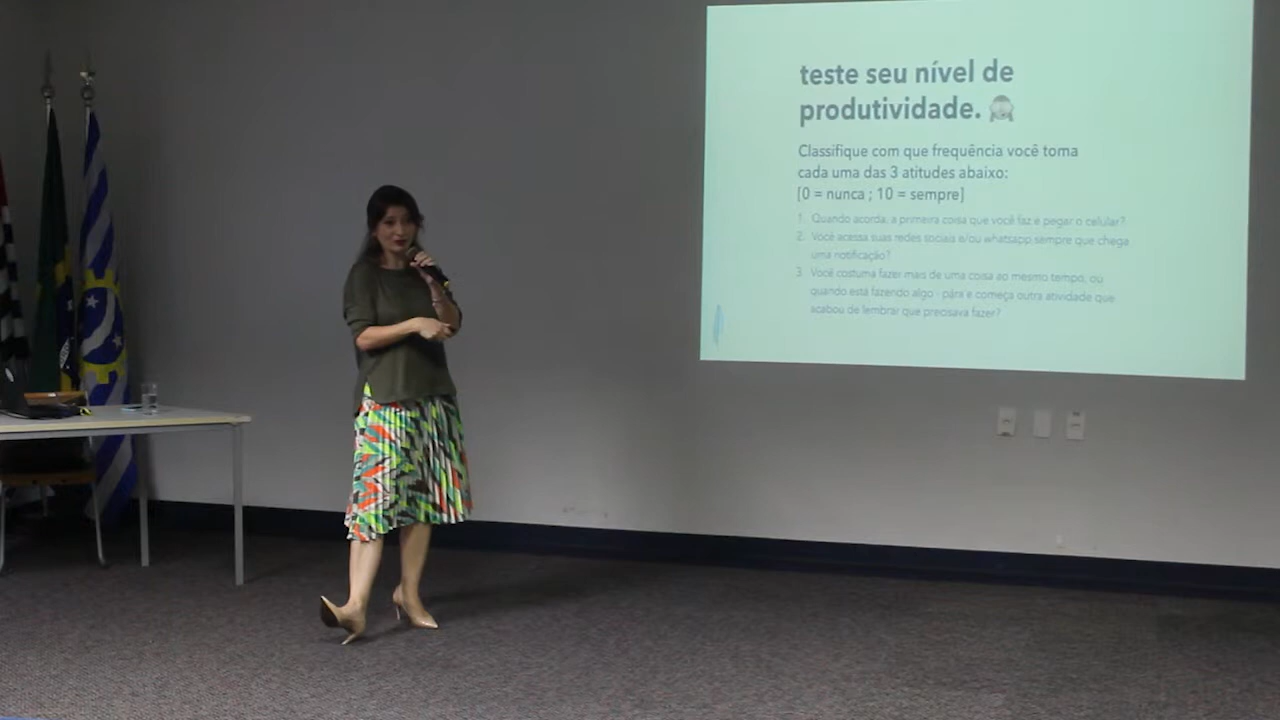 teste seu nível de
produtividade.
Classifique com que frequência você toma
cada uma das 3 atitudes abaixo:
[0 = nunca ; 10 = sempre]
1. Quando acorda, a primeira coisa que você faz é pegar o celular?
2. Você acessa suas redes sociais e/ou whatsapp sempre que chega
uma notificação?
3. Você costuma fazer mais de uma coisa ao mesmo tempo, ou
quando está fazendo algo - pára e começa outra atividade que
acabou de lembrar que precisava fazer?